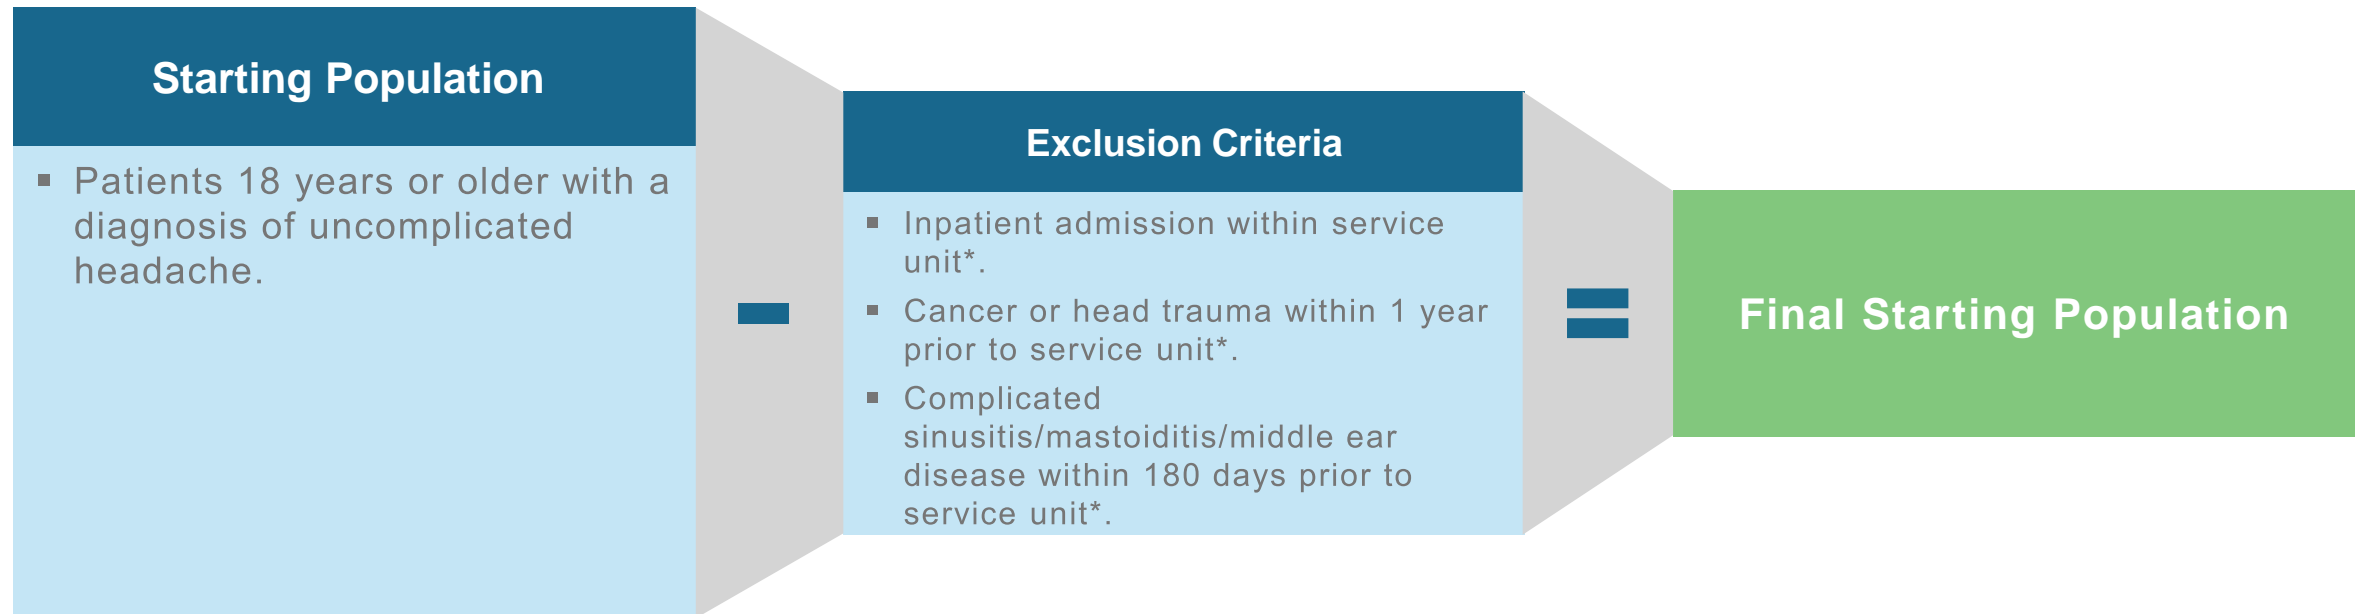 Starting Population
▪ Patients 18 years or older with a
diagnosis of uncomplicated
headache.
Exclusion Criteria
▪ Inpatient admission within service
unit*.
▪ Cancer or head trauma within 1 year
prior to service unit*.
▪ Complicated
sinusitis/mastoiditis/middle ear
disease within 180 days prior to
service unit*.
-
=
Final Starting Population